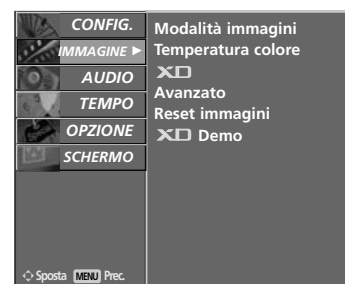 CONFIG.
IMMAGINE ►
AUDIO
TEMPO
OPZIONE
SCHERMO
Modalità immagini
Temperatura colore
XD
Avanzato
Reset immagini
XD Demo
Sposta MENU Prec.